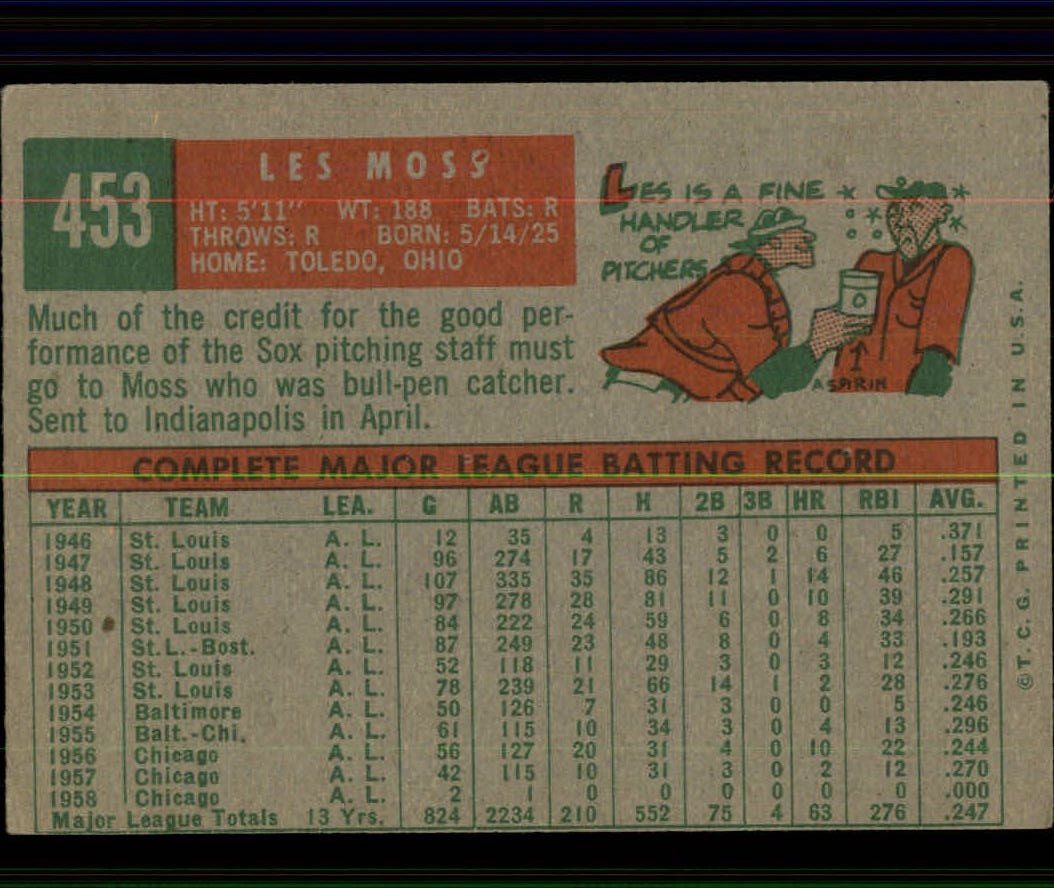 453
LES MOSS
HT: 5'11" WT: 188 BATS: R
THROWS: R BORN: 5/14/25
HOME: TOLEDO, OHIO
LES IS A FINE
HANDLER
OF
PITCHERS
ASPIRIN
Much of the credit for the good per-
formance of the Sox pitching staff must
go to Moss who was bull-pen catcher.
Sent to Indianapolis in April.
COMPLETE MAJOR LEAGUE BATTING RECORD
YEAR TEAM LEA. G AB R H 2B 3B HR RBI AVG.
1946 St. Louis A. L. 12 35 4 13 3 0 0 5 .371
1947 St. Louis A. L. 96 274 17 43 5 2 6 27 .157
1948 St. Louis A. L. 107 335 35 86 12 1 14 46 .257
1949 St. Louis A. L. 97 278 28 81 11 0 10 39 .291
1950 St. Louis A. L. 84 222 24 59 6 0 8 34 .266
1951 St.L.-Bost. A. L. 87 249 23 48 8 0 4 33 .193
1952 St. Louis A. L. 52 118 11 29 3 0 3 12 .246
1953 St. Louis A. L. 78 239 21 66 14 1 2 28 .276
1954 Baltimore A. L. 50 126 7 31 3 0 0 5 .246
1955 Balt.-Chi. A. L. 61 115 10 34 3 0 4 13 .296
1956 Chicago A. L. 56 127 20 31 4 0 10 22 .244
1957 Chicago A. L. 42 115 10 31 3 0 2 12 .270
1958 Chicago A. L. 2 1 0 0 0 0 0 0 .000
Major League Totals 13 Yrs. 824 2234 210 552 75 4 63 276 .247
©T. C. G. PRINTED IN U.S.A.